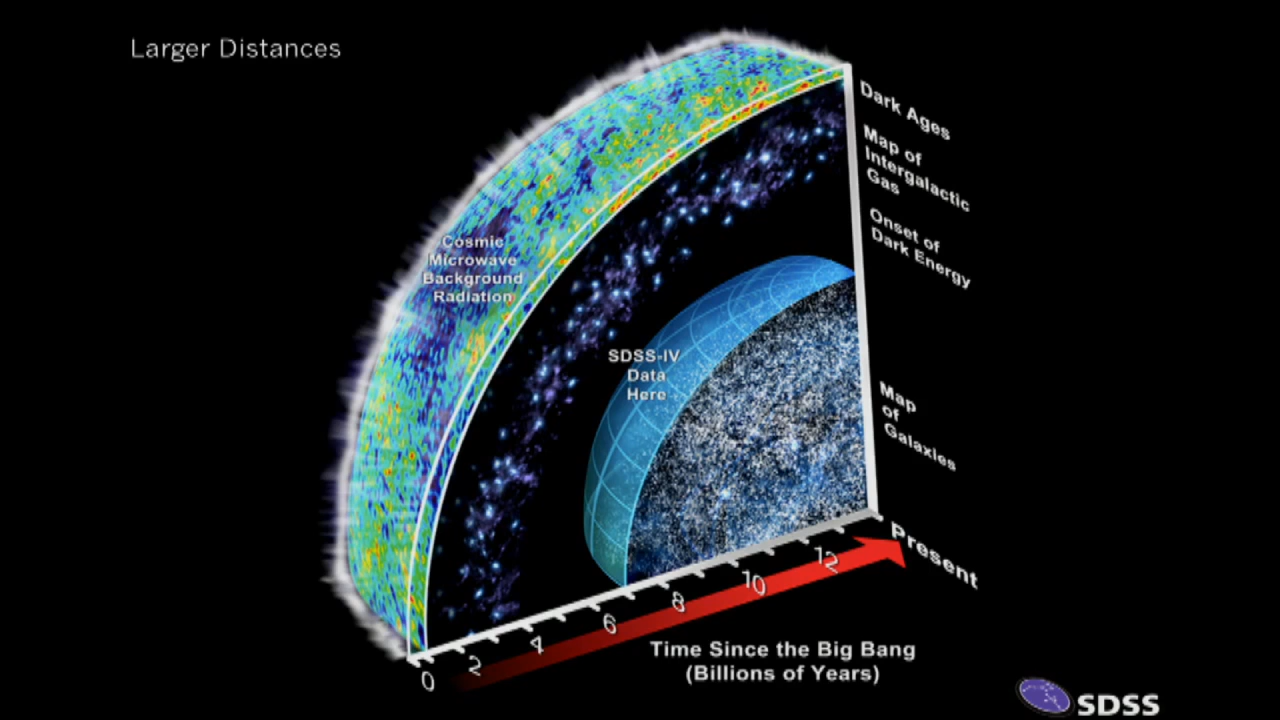 Larger Distances
Dark Ages
Map of
Intergalactic
Gas
Onset of
Dark Energy
Cosmic
Microwave
Background
Radiation
SDSS-IV
Data
Here
Map
of
Galaxies
Present
0 2 4 6 8 10 12
Time Since the Big Bang
(Billions of Years)
SDSS